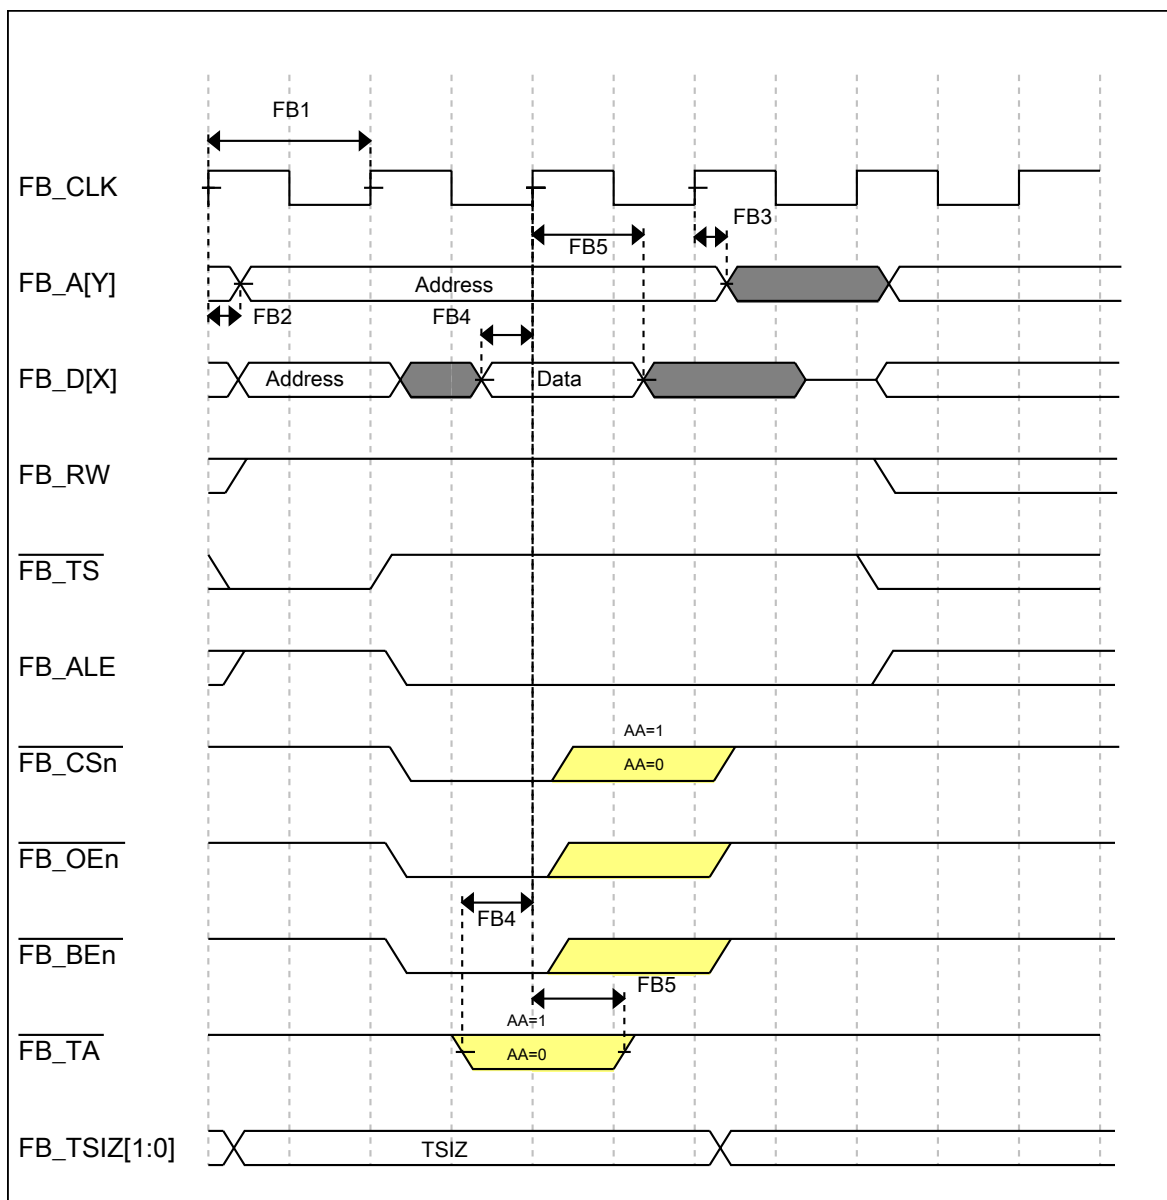 FB1
FB_CLK
FB3
FB5
FB_A[Y]
Address
FB2
FB4
FB_D[X]
Address
Data
FB_RW
FB_TS
FB_ALE
AA=1
FB_CSn
AA=0
FB_OEn
FB4
FB_BEn
FB5
AA=1
FB_TA
AA=0
FB_TSIZ[1:0]
TSIZ